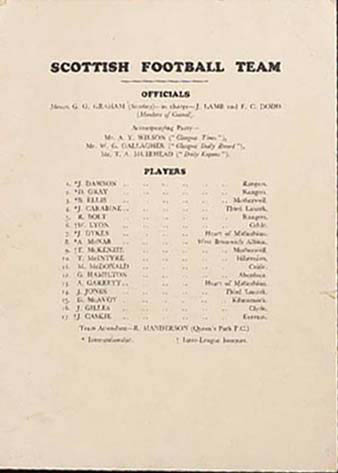 SCOTTISH FOOTBALL TEAM
OFFICIALS
Messrs G. G. GRAHAM (Secretary)—in charge—J. LAMB and F. C. DODD
(Members of Council).
Accompanying Party—
Mr. A. Y. WILSON ("Glasgow Times"),
Mr. W. G. GALLAGHER ("Glasgow Daily Record"),
Mr. T. A. MUIRHEAD ("Daily Express").
PLAYERS
1. *J. DAWSON .. .. .. .. .. Rangers.
2. *D. GRAY .. .. .. .. .. Rangers.
3. *B. ELLIS .. .. .. .. .. Motherwell.
4. †J. CARABINE .. .. .. .. Third Lanark.
5. R. BOLT .. .. .. .. .. Rangers.
6. †W. LYON .. .. .. .. .. Celtic.
7. *J. DYKES .. .. .. .. Heart of Midlothian.
8. *A. McNAB .. .. .. West Bromwich Albion.
9. T. McKENZIE .. .. .. .. Motherwell.
10. T. McINTYRE .. .. .. .. Hibernian.
11. M. McDONALD .. .. .. .. Celtic.
12. G. HAMILTON .. .. .. .. Aberdeen.
13. A. GARRETT .. .. .. Heart of Midlothian.
14. J. JONES .. .. .. .. Third Lanark.
15. D. McAVOY .. .. .. .. Kilmarnock.
16. J. GILLES .. .. .. .. Clyde.
17. †J. CASKIE .. .. .. .. Everton.
Team Attendant—R. MANDERSON (Queen's Park F.C.)
* Internationalist. † Inter-League honours.